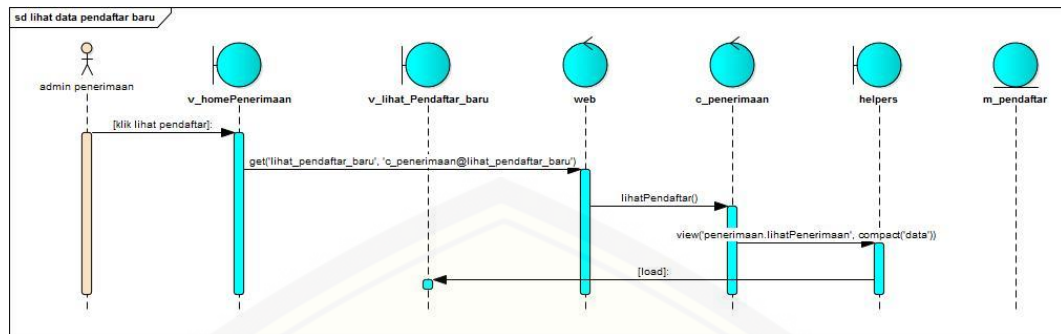 sd lihat data pendaftar baru
admin penerimaan
v_homePenerimaan
v_lihat_Pendaftar_baru
web
c_penerimaan
helpers
m_pendaftar
[klik lihat pendaftar]:
get('lihat_pendaftar_baru', 'c_penerimaan@lihat_pendaftar_baru')
lihatPendaftar()
view('penerimaan.lihatPenerimaan', compact('data'))
[load]: